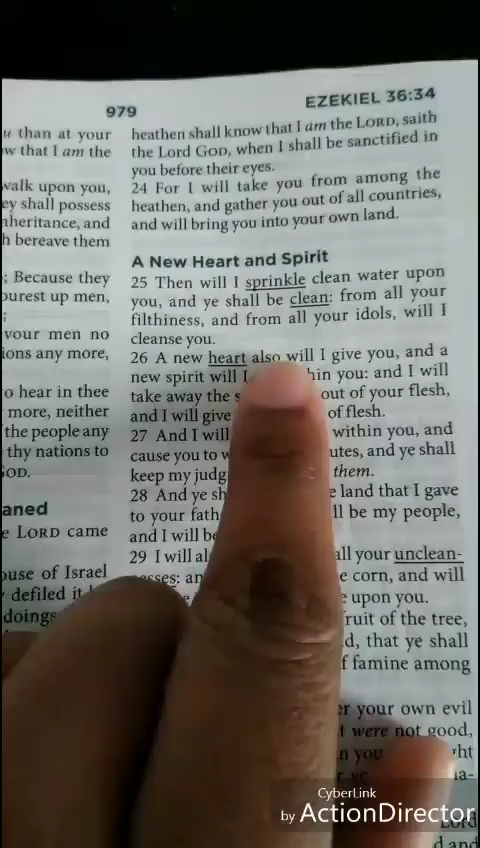 979
EZEKIEL 36:34
than at your
w that I am the
walk upon you,
ey shall possess
nheritance, and
h bereave them
; Because they
ourest up men,
;
your men no
ions any more,
o hear in thee
more, neither
the people any
thy nations to
GOD.
aned
e LORD came
ouse of Israel
defiled it
doings
heathen shall know that I am the LORD, saith
the Lord GOD, when I shall be sanctified in
you before their eyes.
24 For I will take you from among the
heathen, and gather you out of all countries,
and will bring you into your own land.
A New Heart and Spirit
25 Then will I sprinkle clean water upon
you, and ye shall be clean: from all your
filthiness, and from all your idols, will I
cleanse you.
26 A new heart also will I give you, and a
new spirit will I hin you: and I will
take away the s out of your flesh,
and I will give of flesh.
27 And I will within you, and
cause you to w utes, and ye shall
keep my judg them.
28 And ye sh e land that I gave
to your fath ll be my people,
and I will be
29 I will al all your unclean-
esses: an e corn, and will
e upon you.
ruit of the tree,
d, that ye shall
f famine among
er your own evil
t were not good,
n you ght
Lord
d and
CyberLink
by ActionDirector